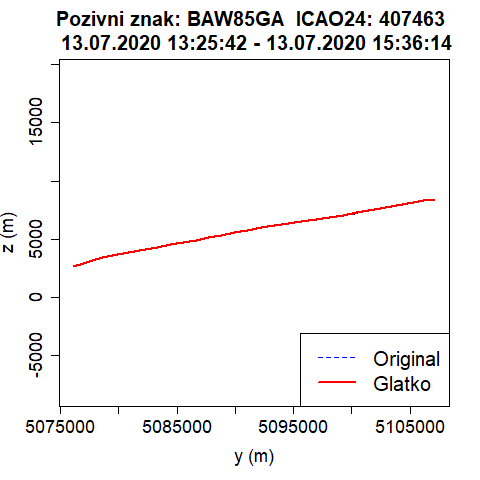 Pozivni znak: BAW85GA  ICAO24: 407463
13.07.2020 13:25:42 - 13.07.2020 15:36:14
z (m)
15000
5000
0
-5000
Original
Glatko
5075000 5085000 5095000 5105000
y (m)